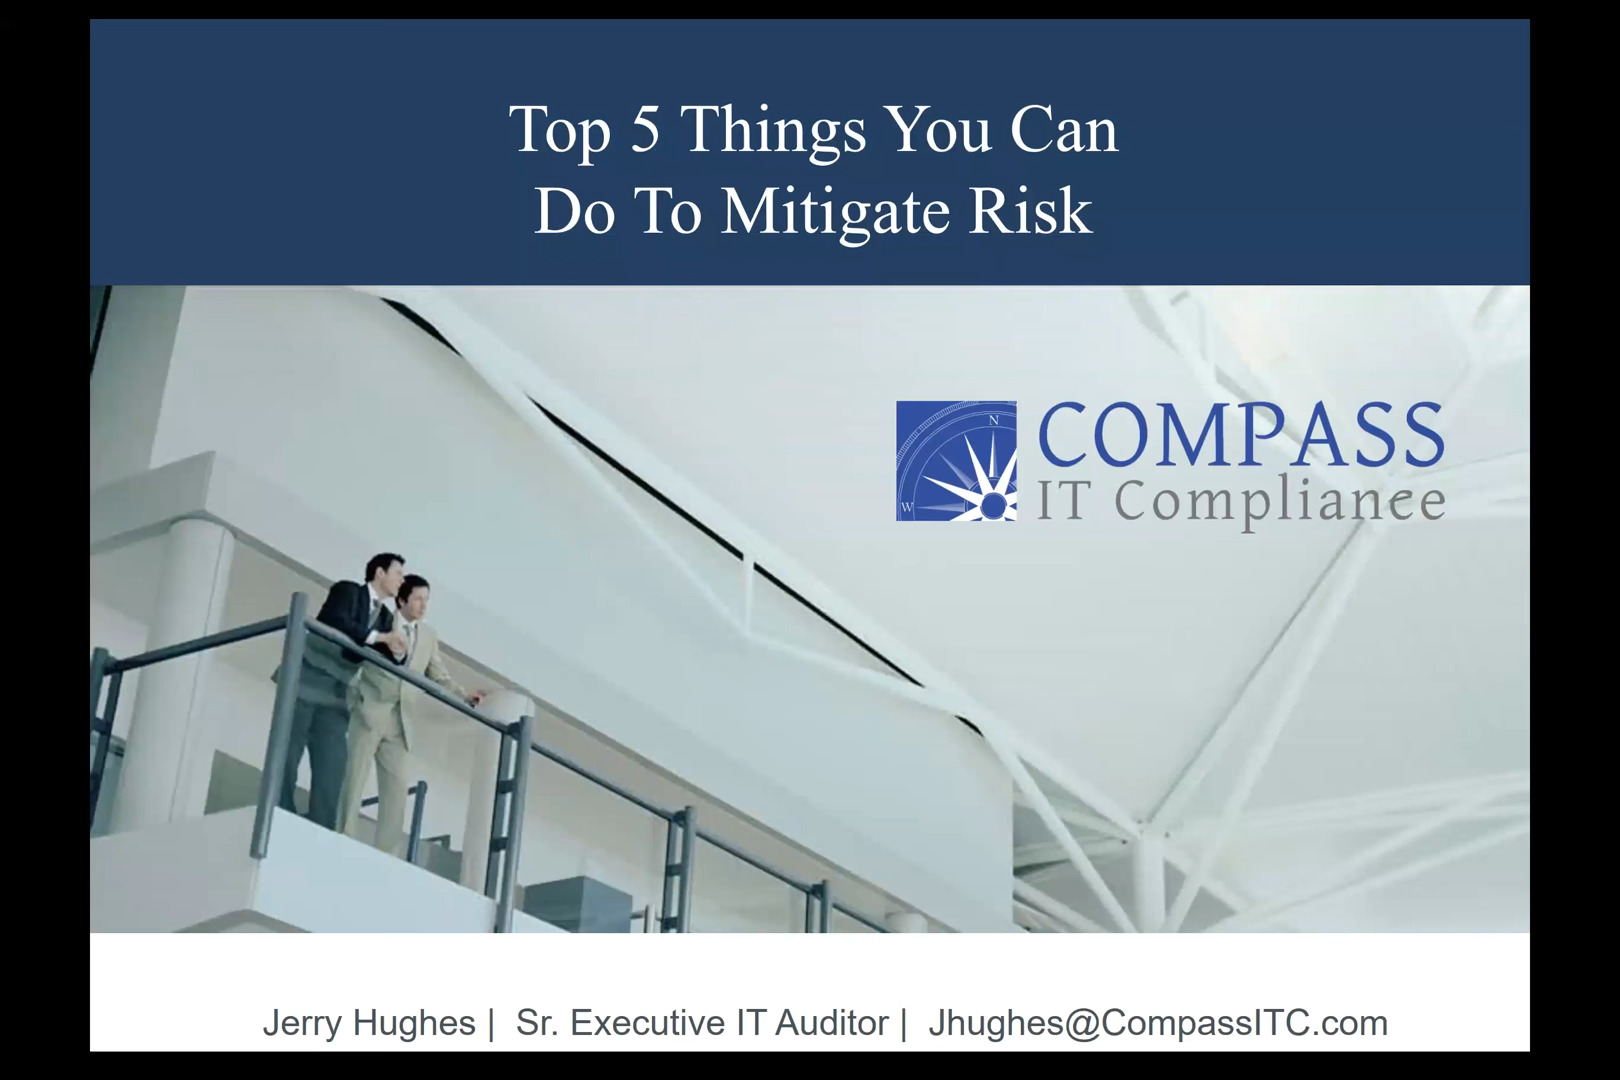 Top 5 Things You Can
Do To Mitigate Risk
N
W
COMPASS
IT Compliance
Jerry Hughes | Sr. Executive IT Auditor | Jhughes@CompassITC.com